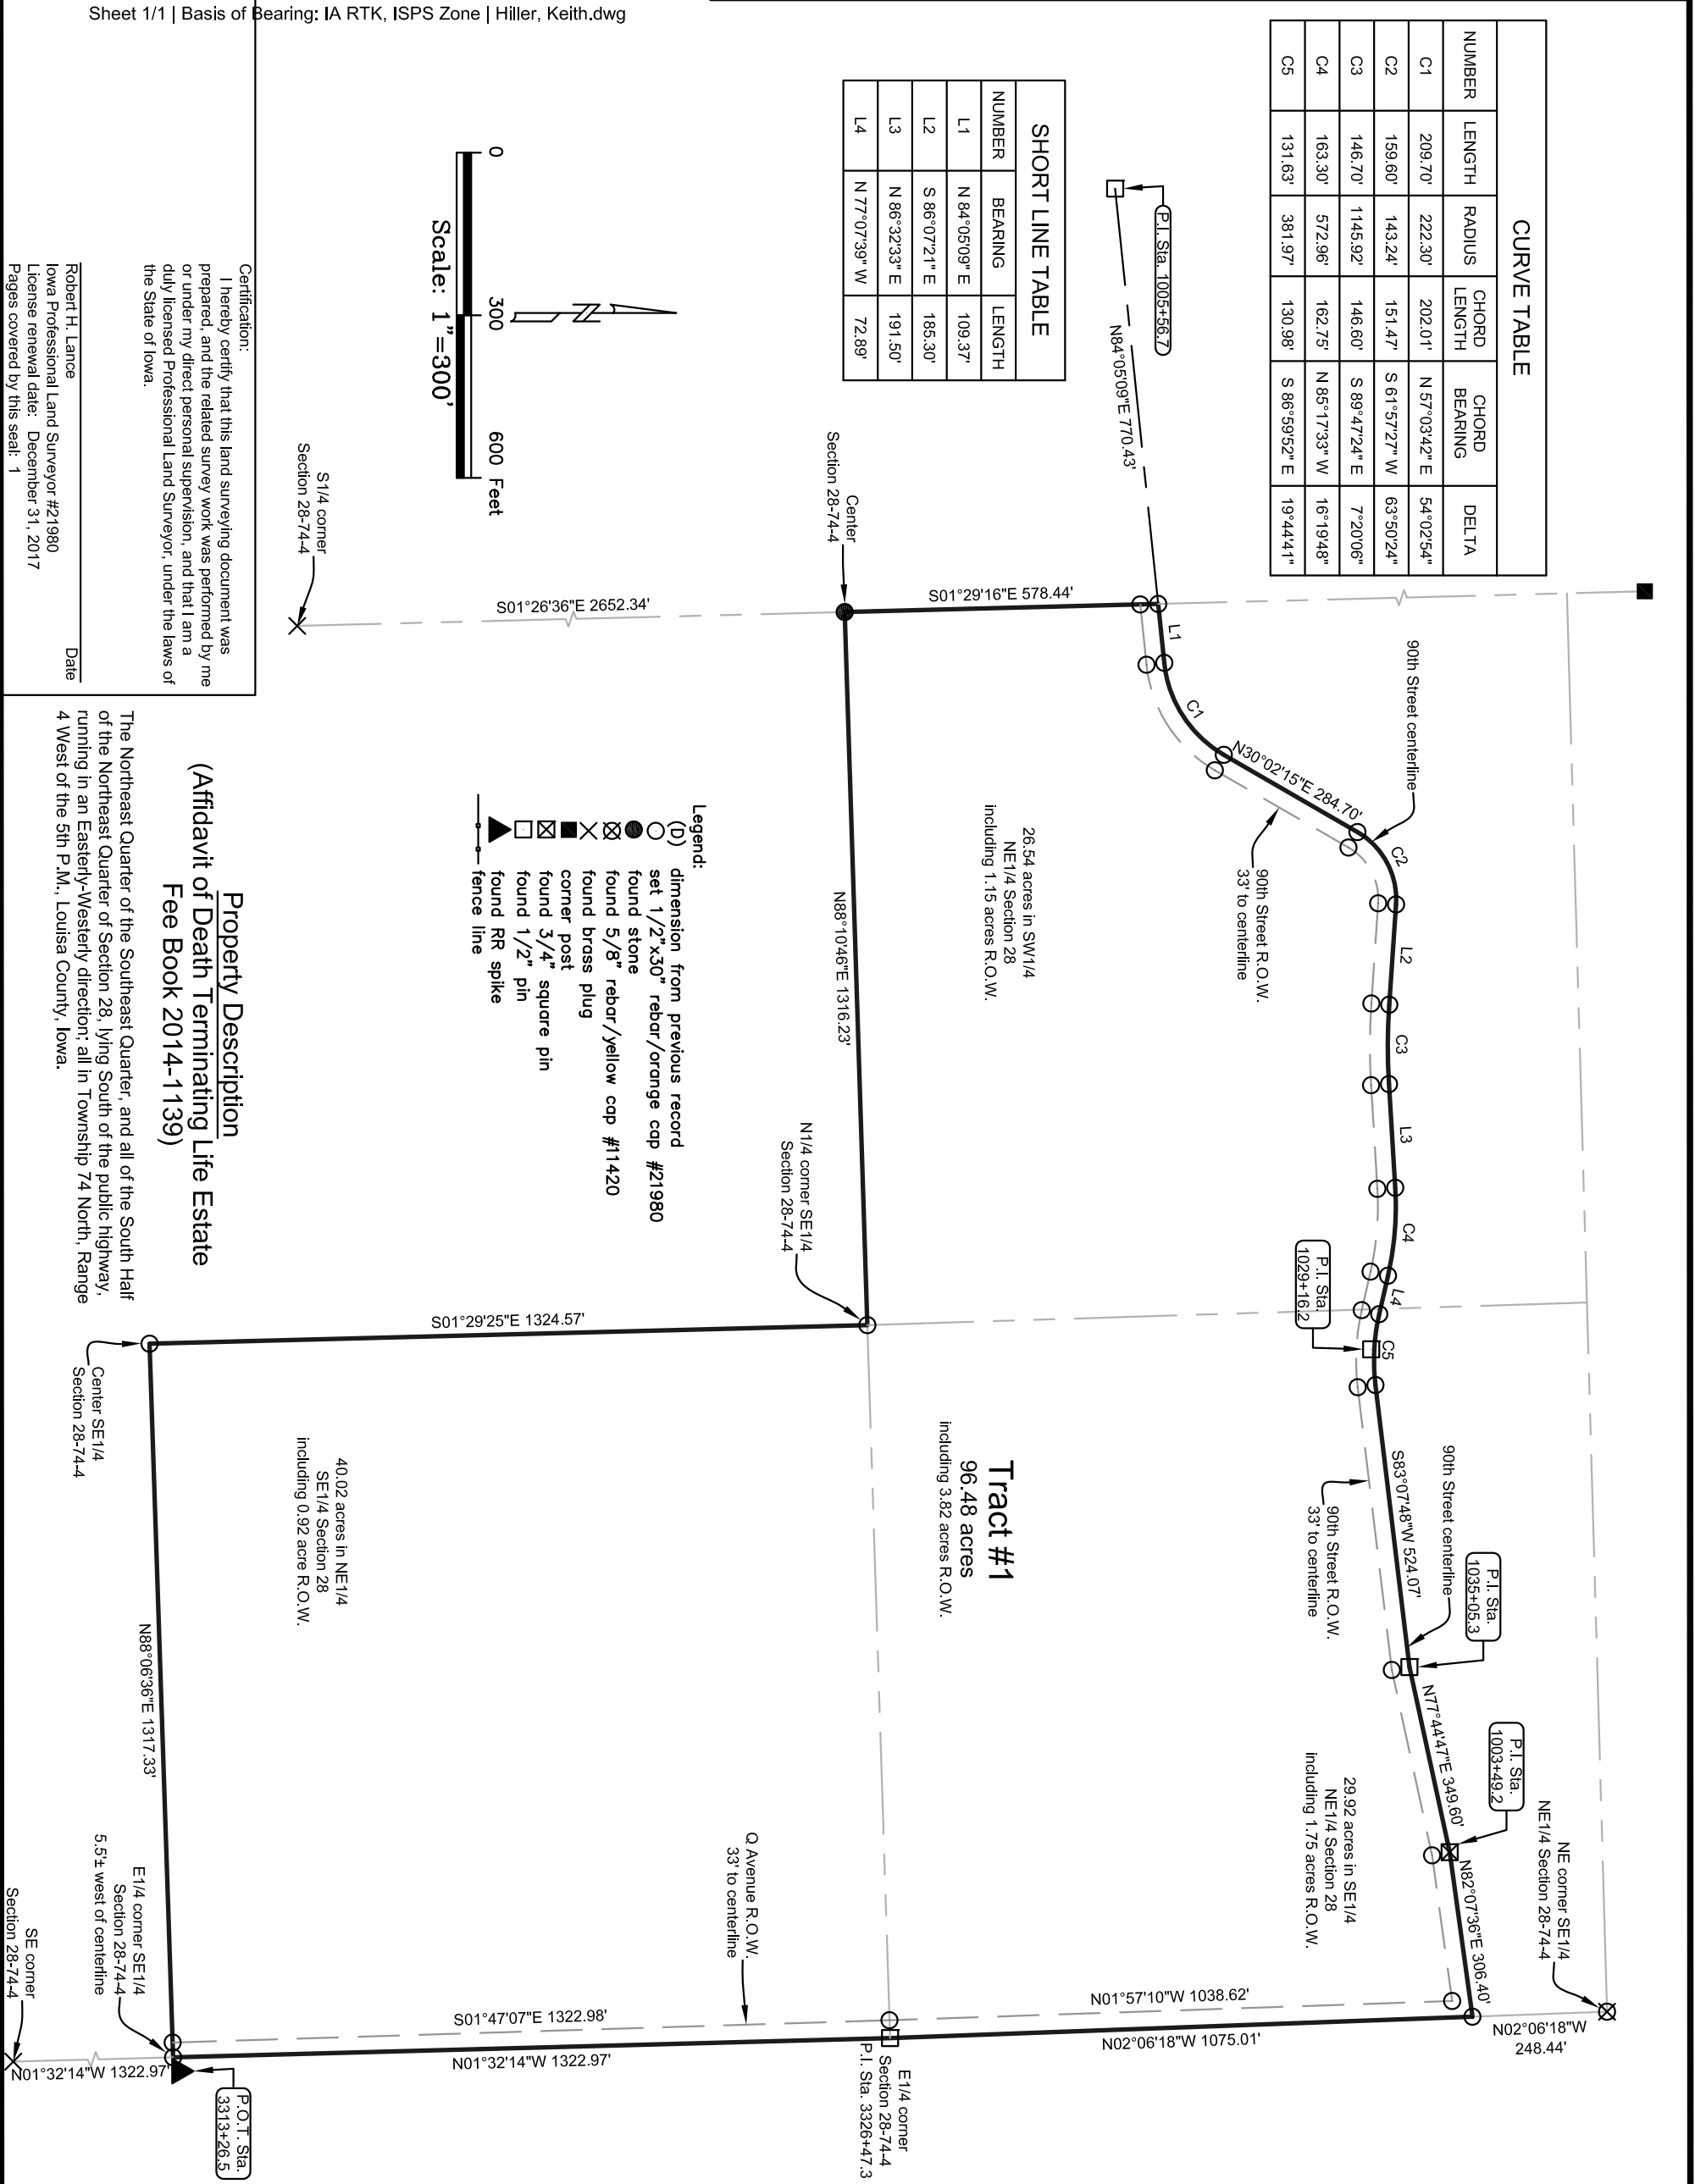 Sheet 1/1 | Basis of Bearing: IA RTK, ISPS Zone | Hiller, Keith.dwg
CURVE TABLE
NUMBER LENGTH RADIUS CHORD LENGTH CHORD BEARING DELTA
C1 209.70' 222.30' 202.01' N 57°03'42" E 54°02'54"
C2 159.60' 143.24' 151.47' S 61°57'27" W 63°50'24"
C3 146.70' 1145.92' 146.60' S 89°47'24" E 7°20'06"
C4 163.30' 572.96' 162.75' N 85°17'33" W 16°19'48"
C5 131.63' 381.97' 130.98' S 86°59'52" E 19°44'41"
SHORT LINE TABLE
NUMBER BEARING LENGTH
L1 N 84°05'09" E 109.37'
L2 S 86°07'21" E 185.30'
L3 N 86°32'33" E 191.50'
L4 N 77°07'39" W 72.89'
P.I. Sta. 1005+56.7
N84°05'09"E 770.43'
0 300 600 Feet
Scale: 1"=300'
Center
Section 28-74-4
S1/4 corner
Section 28-74-4
S01°26'36"E 2652.34'
S01°29'16"E 578.44'
L1
C1
N30°02'15"E 284.70'
C2
L2
C3
L3
C4
L4
C5
90th Street centerline
90th Street R.O.W.
33' to centerline
26.54 acres in SW1/4
NE1/4 Section 28
including 1.15 acres R.O.W.
N88°10'46"E 1316.23'
N1/4 corner SE1/4
Section 28-74-4
P.I. Sta.
1029+16.2
S83°07'48"W 524.07'
90th Street centerline
90th Street R.O.W.
33' to centerline
P.I. Sta.
1035+05.3
N77°44'47"E 349.60'
P.I. Sta.
1003+49.2
N82°07'36"E 306.40'
NE corner SE1/4
NE1/4 Section 28-74-4
N02°06'18"W
248.44'
29.92 acres in SE1/4
NE1/4 Section 28
including 1.75 acres R.O.W.
Tract #1
96.48 acres
including 3.82 acres R.O.W.
N01°57'10"W 1038.62'
N02°06'18"W 1075.01'
E1/4 corner
Section 28-74-4
P.I. Sta. 3326+47.3
Q Avenue R.O.W.
33' to centerline
S01°47'07"E 1322.98'
N01°32'14"W 1322.97'
S01°29'25"E 1324.57'
40.02 acres in NE1/4
SE1/4 Section 28
including 0.92 acre R.O.W.
Center SE1/4
Section 28-74-4
N88°06'36"E 1317.33'
E1/4 corner SE1/4
Section 28-74-4
5.5'± west of centerline
P.O.T. Sta.
3313+26.5
N01°32'14"W 1322.97'
SE corner
Section 28-74-4
Legend:
(D) dimension from previous record
set 1/2"x30" rebar/orange cap #21980
found stone
found 5/8" rebar/yellow cap #11420
found brass plug
corner post
found 3/4" square pin
found 1/2" pin
found RR spike
fence line
Property Description
(Affidavit of Death Terminating Life Estate
Fee Book 2014-1139)
The Northeast Quarter of the Southeast Quarter, and all of the South Half
of the Northeast Quarter of Section 28, lying South of the public highway,
running in an Easterly-Westerly direction; all in Township 74 North, Range
4 West of the 5th P.M., Louisa County, Iowa.
Certification:
I hereby certify that this land surveying document was
prepared, and the related survey work was performed by me
or under my direct personal supervision, and that I am a
duly licensed Professional Land Surveyor, under the laws of
the State of Iowa.
Robert H. Lance Date
Iowa Professional Land Surveyor #21980
License renewal date: December 31, 2017
Pages covered by this seal: 1